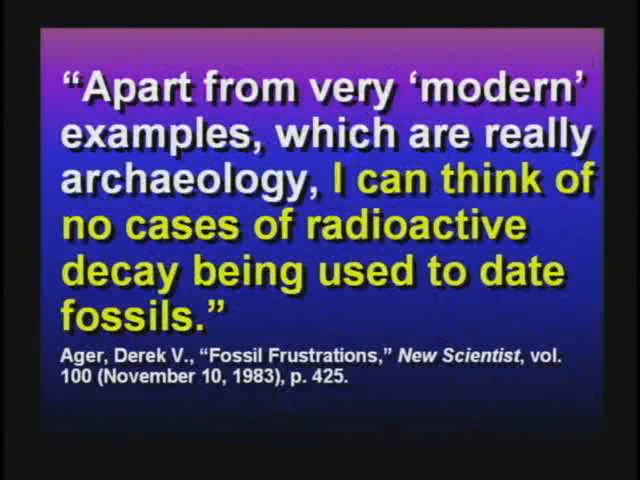 “Apart from very ‘modern’
examples, which are really
archaeology, I can think of
no cases of radioactive
decay being used to date
fossils.”
Ager, Derek V., “Fossil Frustrations,” New Scientist, vol.
100 (November 10, 1983), p. 425.